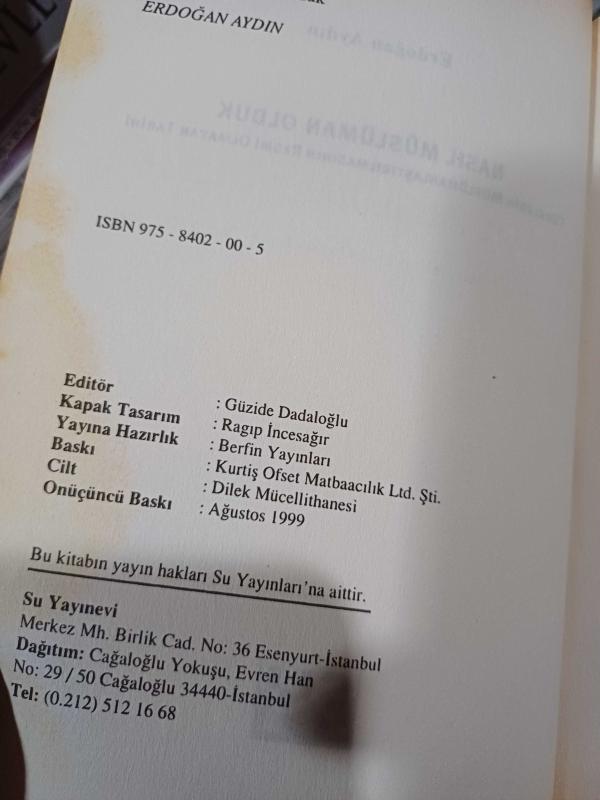 ERDOĞAN AYDIN
ISBN 975 - 8402 - 00 - 5
Editör : Güzide Dadaloğlu
Kapak Tasarım : Ragıp İncesağır
Yayına Hazırlık : Berfin Yayınları
Baskı : Kurtiş Ofset Matbaacılık Ltd. Şti.
Cilt : Dilek Mücellithanesi
Onüçüncü Baskı : Ağustos 1999
Bu kitabın yayın hakları Su Yayınları'na aittir.
Su Yayınevi
Merkez Mh. Birlik Cad. No: 36 Esenyurt-İstanbul
Dağıtım: Cağaloğlu Yokuşu, Evren Han
No: 29 / 50 Cağaloğlu 34440-İstanbul
Tel: (0.212) 512 16 68